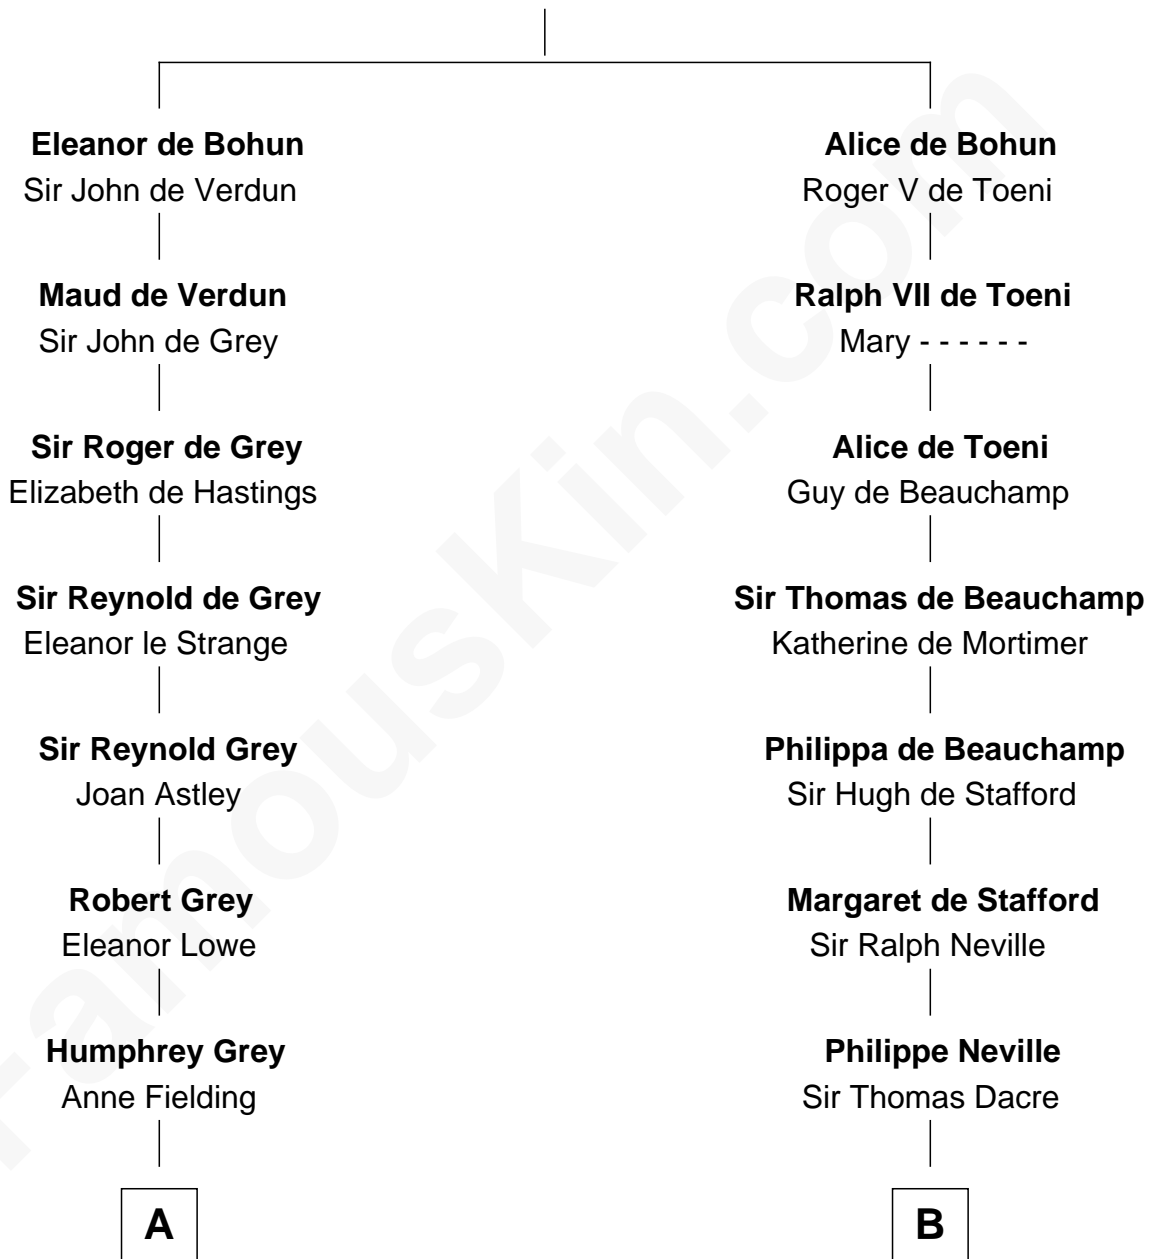 Eleanor de Bohun
Sir John de Verdun
Maud de Verdun
Sir John de Grey
Sir Roger de Grey
Elizabeth de Hastings
Sir Reynold de Grey
Eleanor le Strange
Sir Reynold Grey
Joan Astley
Robert Grey
Eleanor Lowe
Humphrey Grey
Anne Fielding
A
Alice de Bohun
Roger V de Toeni
Ralph VII de Toeni
Mary - - - - - -
Alice de Toeni
Guy de Beauchamp
Sir Thomas de Beauchamp
Katherine de Mortimer
Philippa de Beauchamp
Sir Hugh de Stafford
Margaret de Stafford
Sir Ralph Neville
Philippe Neville
Sir Thomas Dacre
B
FamousKin.com